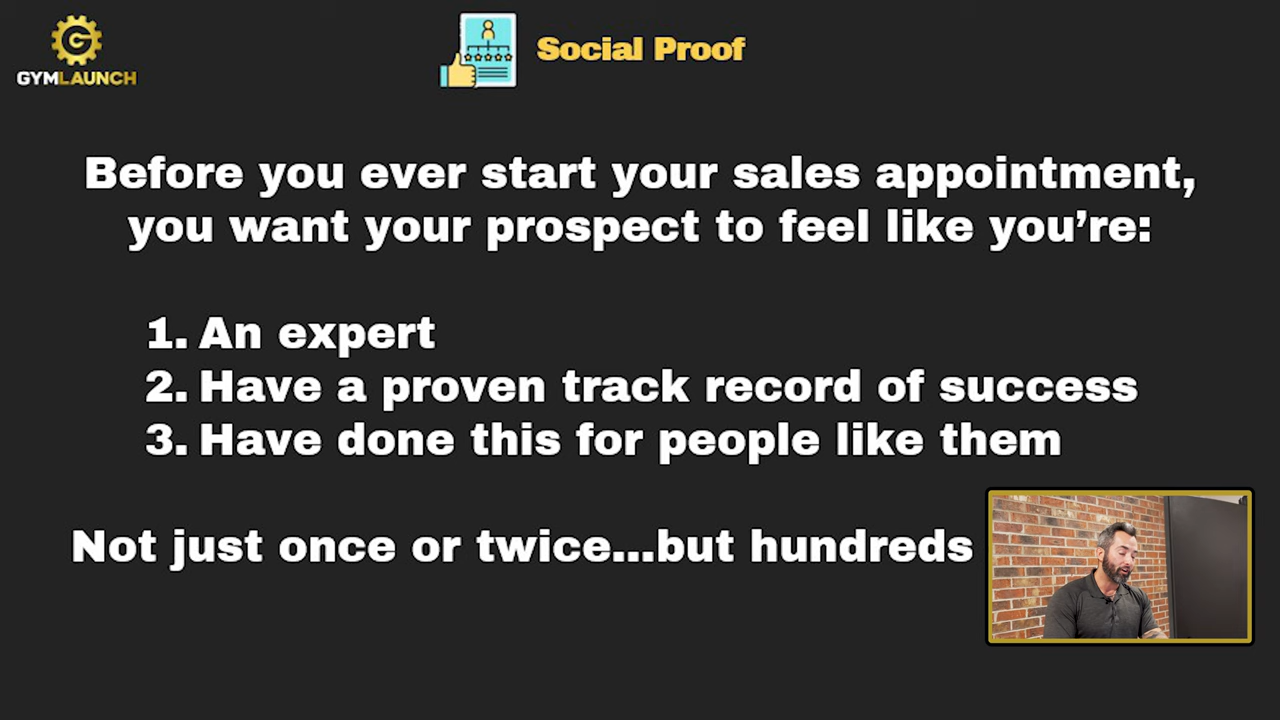 GYMLAUNCH
Social Proof
Before you ever start your sales appointment,
you want your prospect to feel like you’re:
1. An expert
2. Have a proven track record of success
3. Have done this for people like them
Not just once or twice...but hundreds